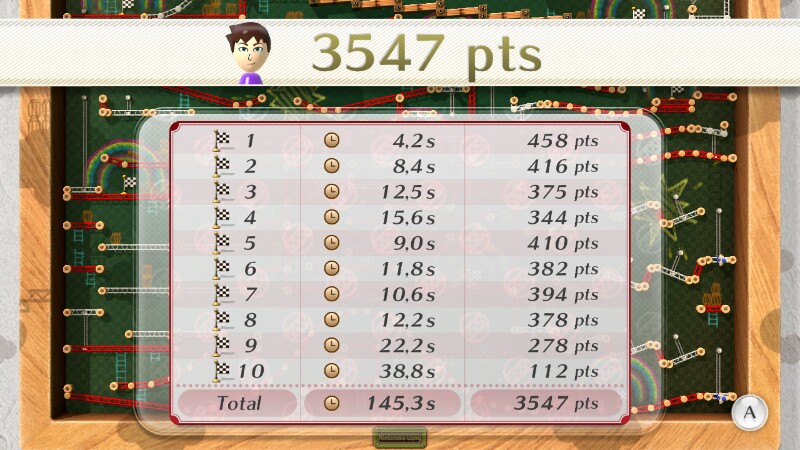 3547 pts
1 4,2s 458 pts
2 8,4s 416 pts
3 12,5s 375 pts
4 15,6s 344 pts
5 9,0s 410 pts
6 11,8s 382 pts
7 10,6s 394 pts
8 12,2s 378 pts
9 22,2s 278 pts
10 38,8s 112 pts
Total 145,3s 3547 pts
A
Nintendo Land